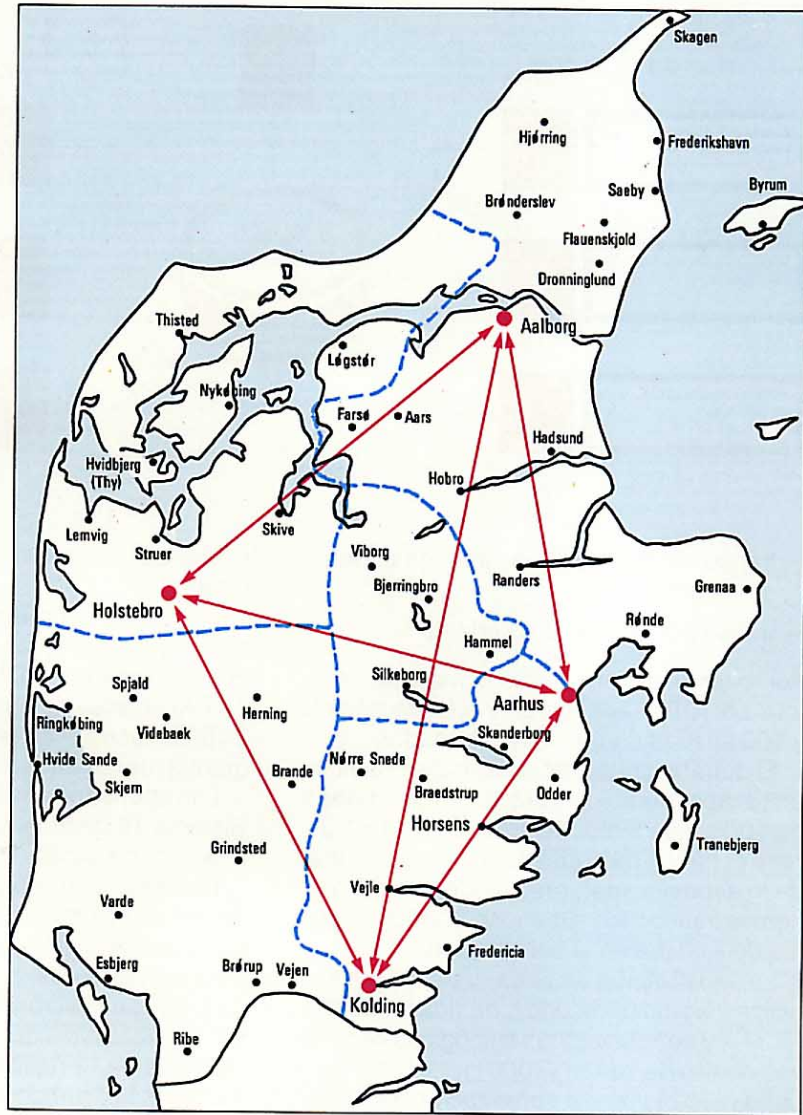 Skagen
Hjørring
Frederikshavn
Saeby
Byrum
Brønderslev
Flauenskjold
Dronninglund
Aalborg
Thisted
Løgstør
Nykøbing
Farsø
Aars
Hadsund
Hvidbjerg
(Thy)
Hobro
Lemvig
Skive
Struer
Viborg
Randers
Bjerringbro
Grenaa
Holstebro
Rønde
Hammel
Silkeborg
Spjald
Herning
Aarhus
Ringkøbing
Videbaek
Skanderborg
Hvide Sande
Nørre Snede
Skjern
Brande
Braedstrup
Odder
Horsens
Tranebjerg
Grindsted
Vejle
Varde
Fredericia
Esbjerg
Brørup
Vejen
Kolding
Ribe